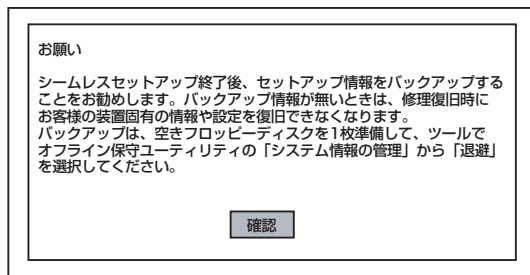 お願い
シームレスセットアップ終了後、セットアップ情報をバックアップする
ことをお勧めします。バックアップ情報が無いときは、修理復旧時に
お客様の装置固有の情報や設定を復旧できなくなります。
バックアップは、空きフロッピーディスクを1枚準備して、ツールで
オフライン保守ユーティリティの「システム情報の管理」から「退避」
を選択してください。
確認